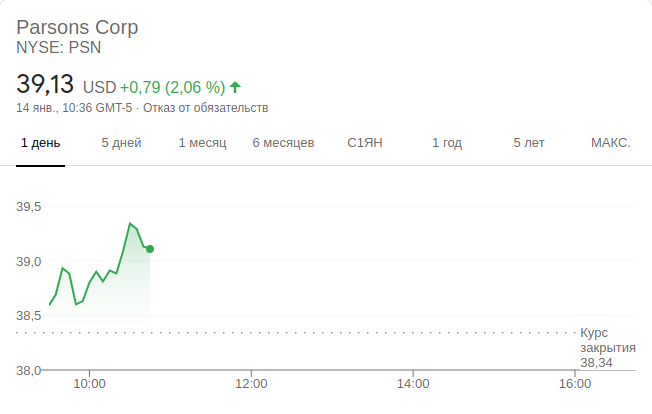 Parsons Corp
NYSE: PSN
39,13 USD +0,79 (2,06 %)
14 янв., 10:36 GMT-5 · Отказ от обязательств
1 день 5 дней 1 месяц 6 месяцев С1ЯН 1 год 5 лет МАКС.
39,5
39,0
38,5
Курс
закрытия
38,34
38,0
10:00 12:00 14:00 16:00